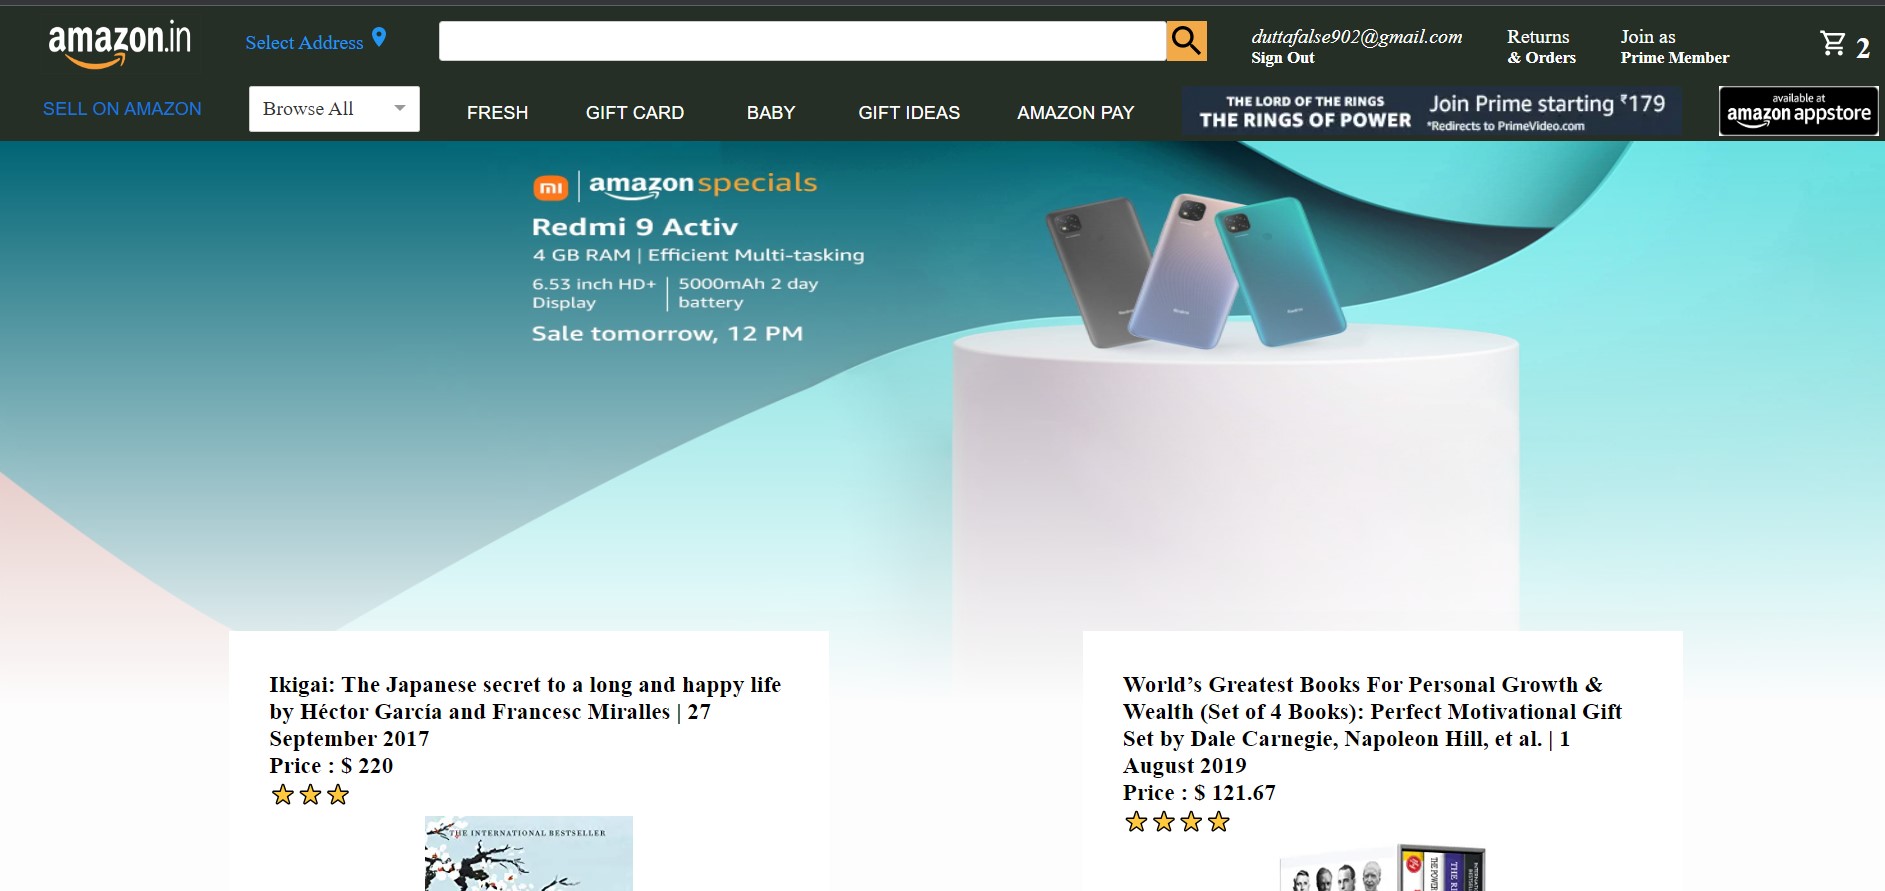 amazon.in
Select Address
duttafalse902@gmail.com
Sign Out
Returns
& Orders
Join as
Prime Member
2
SELL ON AMAZON
Browse All
FRESH
GIFT CARD
BABY
GIFT IDEAS
AMAZON PAY
THE LORD OF THE RINGS
THE RINGS OF POWER
Join Prime starting ₹179
*Redirects to PrimeVideo.com
available at
amazon appstore
mi | amazon specials
Redmi 9 Activ
4 GB RAM | Efficient Multi-tasking
6.53 inch HD+
Display
5000mAh 2 day
battery
Sale tomorrow, 12 PM
Redmi
Redmi
Redmi
Ikigai: The Japanese secret to a long and happy life
by Héctor García and Francesc Miralles | 27
September 2017
Price : $ 220
THE INTERNATIONAL BESTSELLER
World’s Greatest Books For Personal Growth &
Wealth (Set of 4 Books): Perfect Motivational Gift
Set by Dale Carnegie, Napoleon Hill, et al. | 1
August 2019
Price : $ 121.67